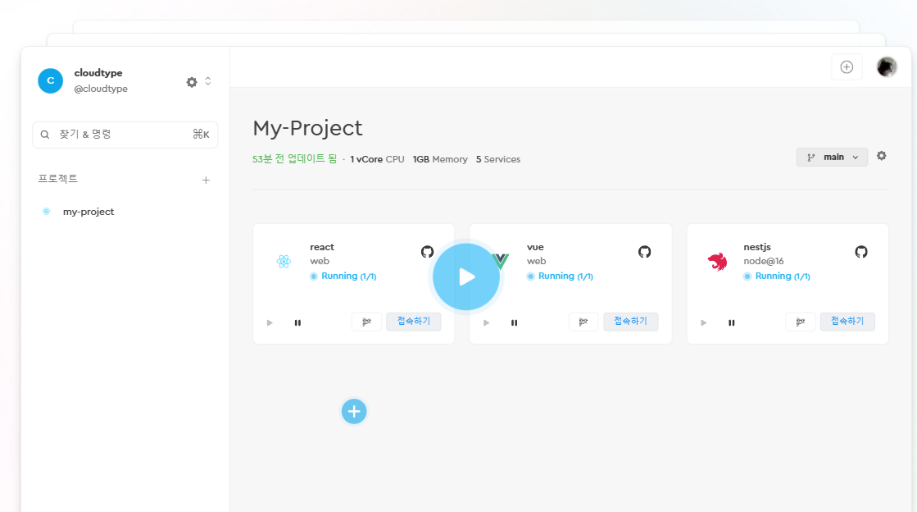 C
cloudtype
@cloudtype
찾기 & 명령
⌘K
프로젝트
my-project
My-Project
53분 전 업데이트 됨 · 1 vCore CPU 1GB Memory 5 Services
main
react
web
Running (1/1)
접속하기
vue
web
Running (1/1)
접속하기
nestjs
node@16
Running (1/1)
접속하기